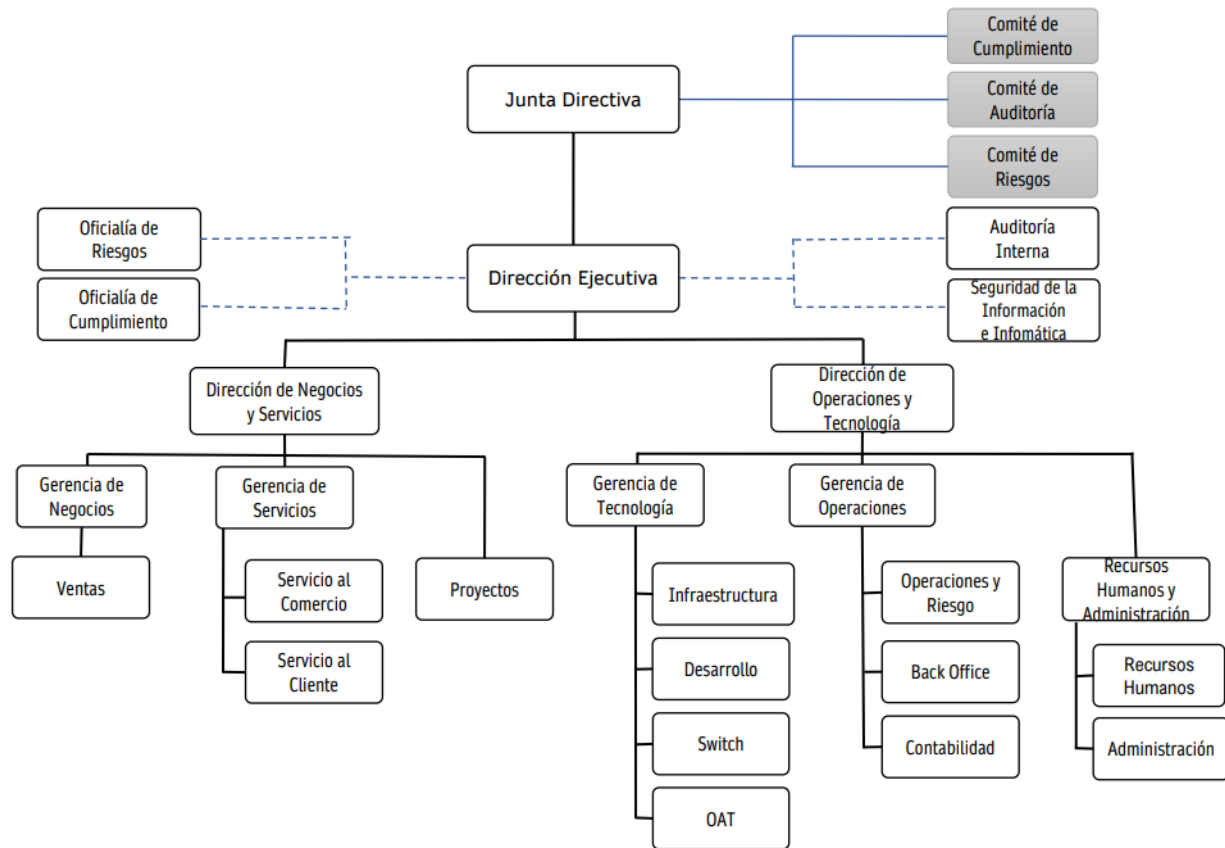 Comité de
Cumplimiento
Junta Directiva
Comité de
Auditoría
Comité de
Riesgos
Oficialía de
Riesgos
Auditoría
Interna
Dirección Ejecutiva
Oficialía de
Cumplimiento
Seguridad de la
Información
e Infomática
Dirección de Negocios
y Servicios
Dirección de
Operaciones y
Tecnología
Gerencia de
Negocios
Gerencia de
Servicios
Gerencia de
Tecnología
Gerencia de
Operaciones
Ventas
Servicio al
Comercio
Proyectos
Infraestructura
Operaciones y
Riesgo
Recursos
Humanos y
Administración
Servicio al
Cliente
Desarrollo
Back Office
Recursos
Humanos
Switch
Contabilidad
Administración
OAT